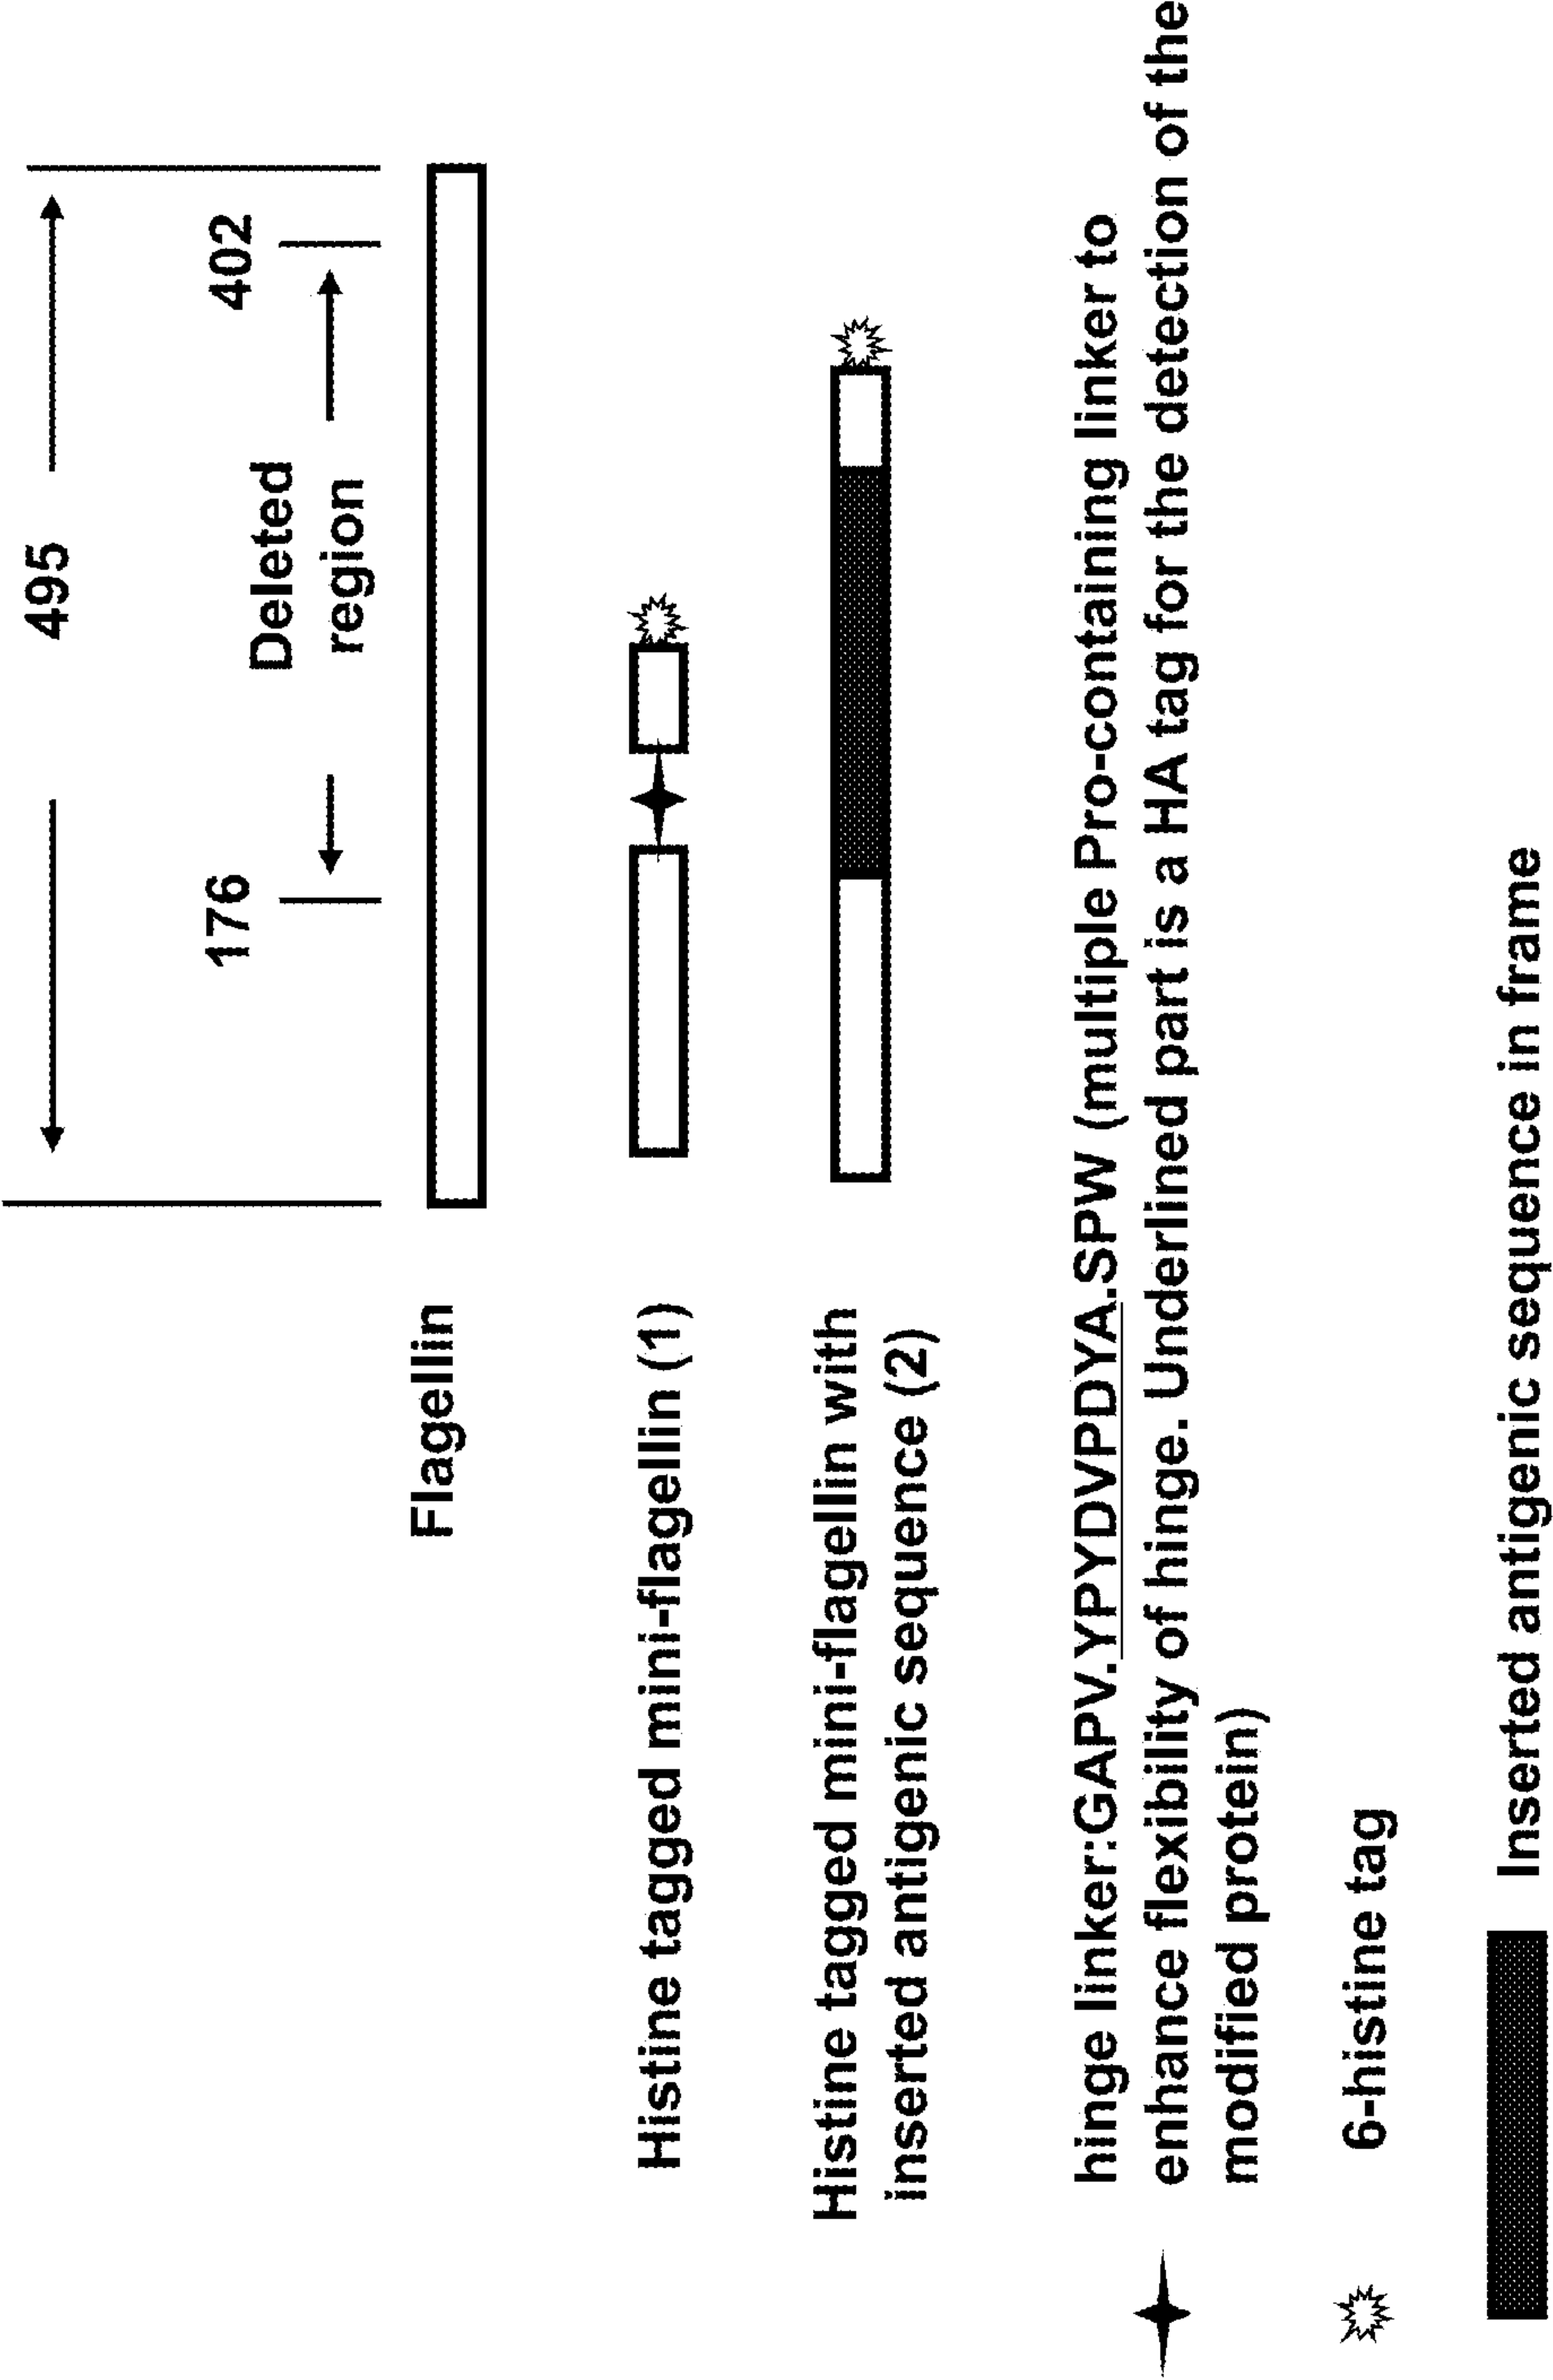 495
176
402
Deleted
region
Flagellin
Histine tagged mini-flagellin (1)
Histine tagged mini-flagellin with
inserted antigenic sequence (2)
hinge linker:GAPV.YPYDVPDYA.SPW (multiple Pro-containing linker to
enhance flexibility of hinge. Underlined part is a HA tag for the detection of the
modified protein)
6-histine tag
Inserted antigenic sequence in frame